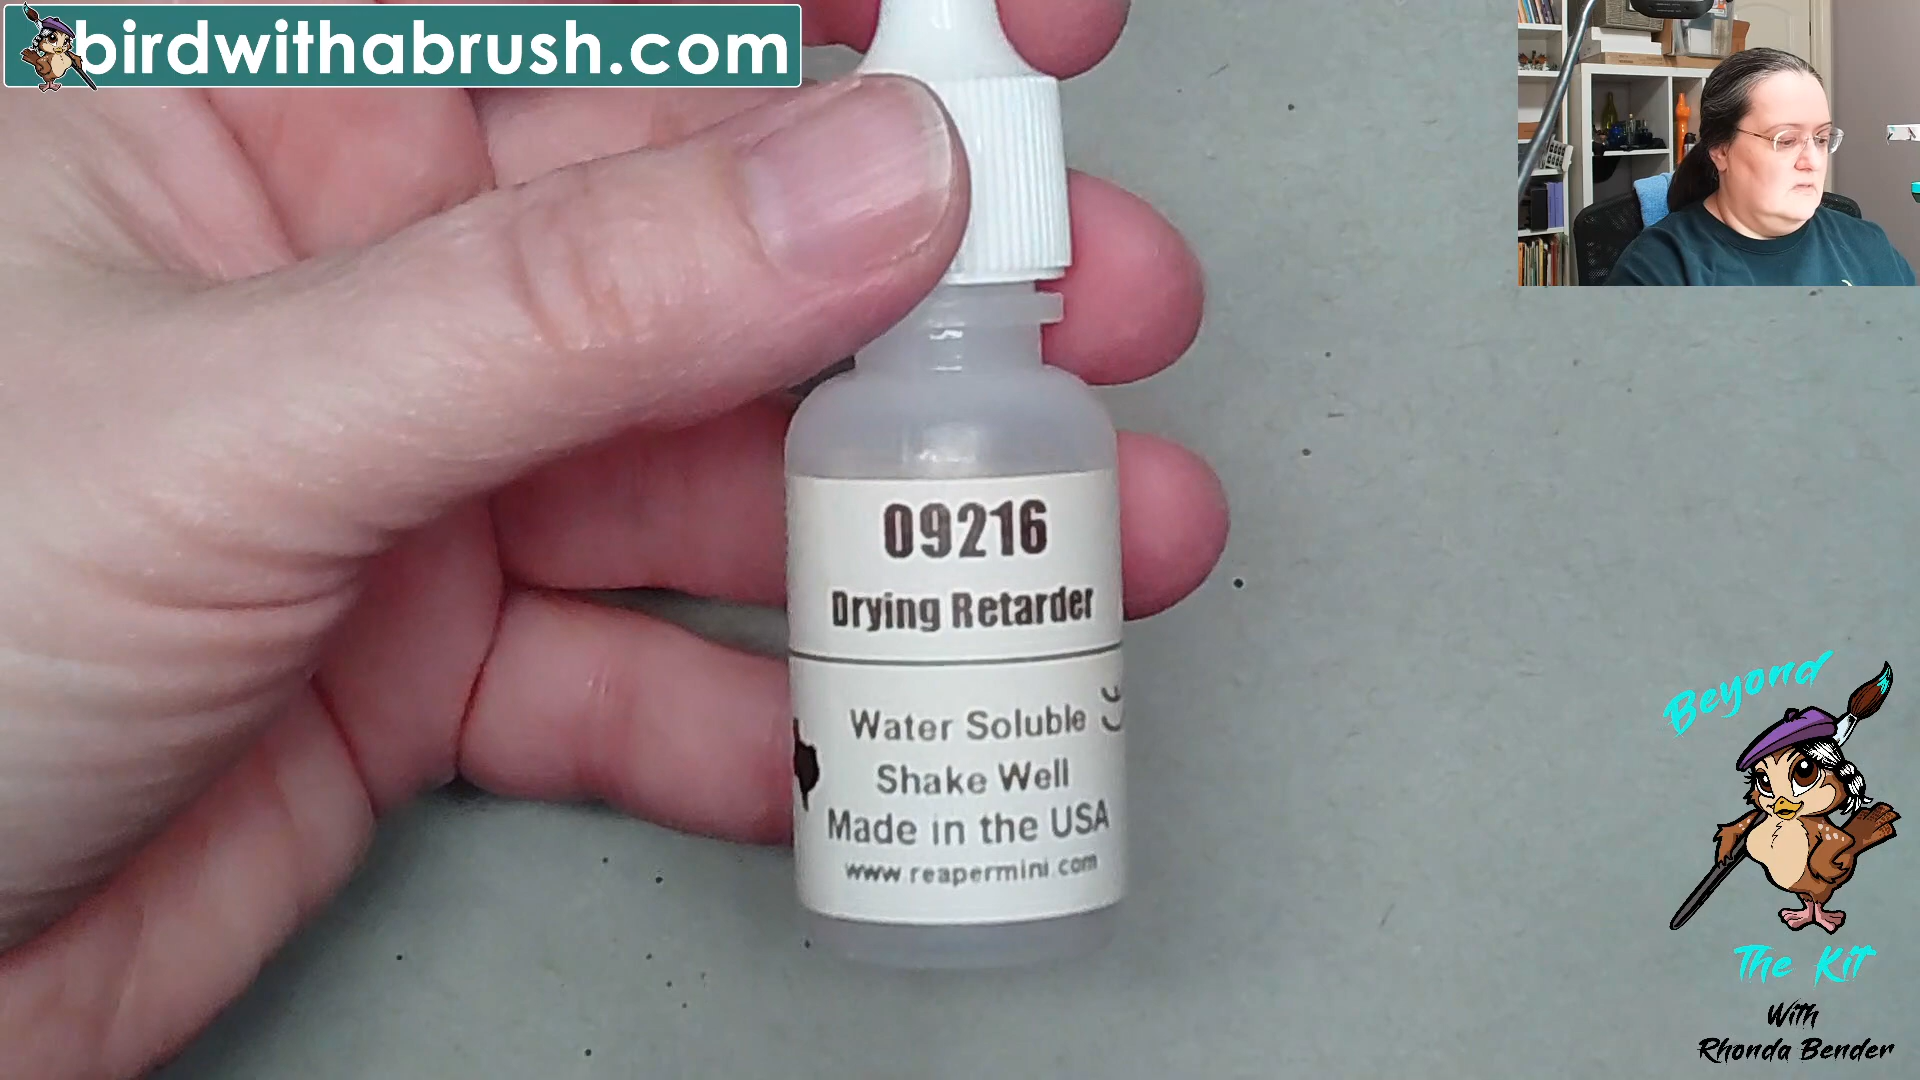 birdwithabrush.com
09216
Drying Retarder
Water Soluble
Shake Well
Made in the USA
www.reapermini.com
Beyond
The Kit
With
Rhonda Bender